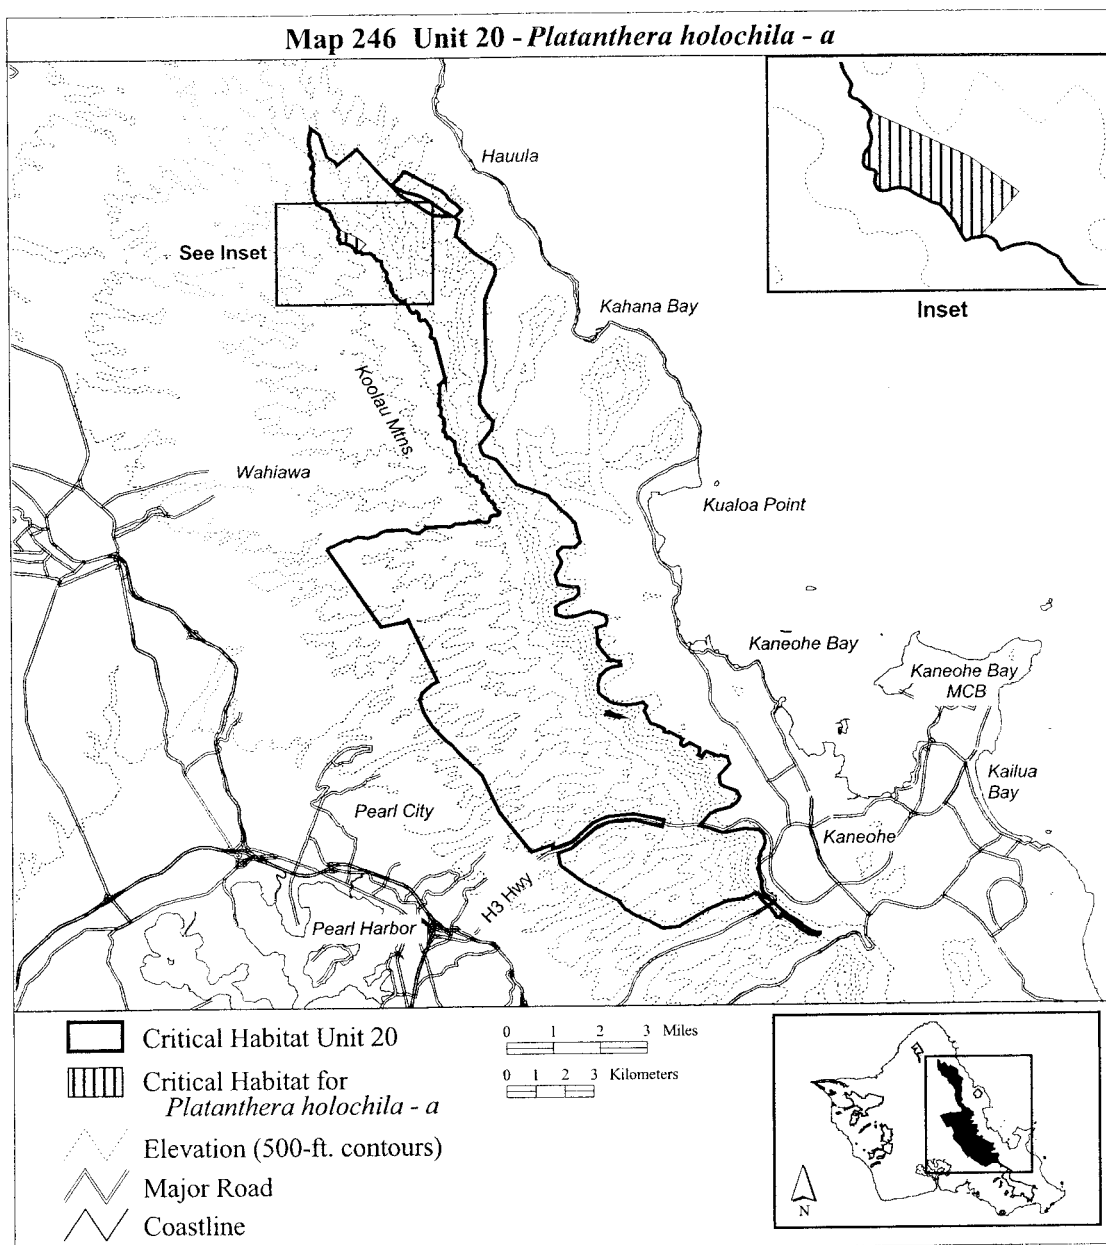 Map 246 Unit 20 - Platanthera holochila - a
Hauula
See Inset
Inset
Kahana Bay
Koolau Mtns.
Wahiawa
Kualoa Point
Kaneohe Bay
Kaneohe Bay
MCB
Kailua
Bay
Pearl City
Kaneohe
H3 Hwy
Pearl Harbor
Critical Habitat Unit 20
Critical Habitat for
Platanthera holochila - a
Elevation (500-ft. contours)
Major Road
Coastline
0 1 2 3 Miles
0 1 2 3 Kilometers
N